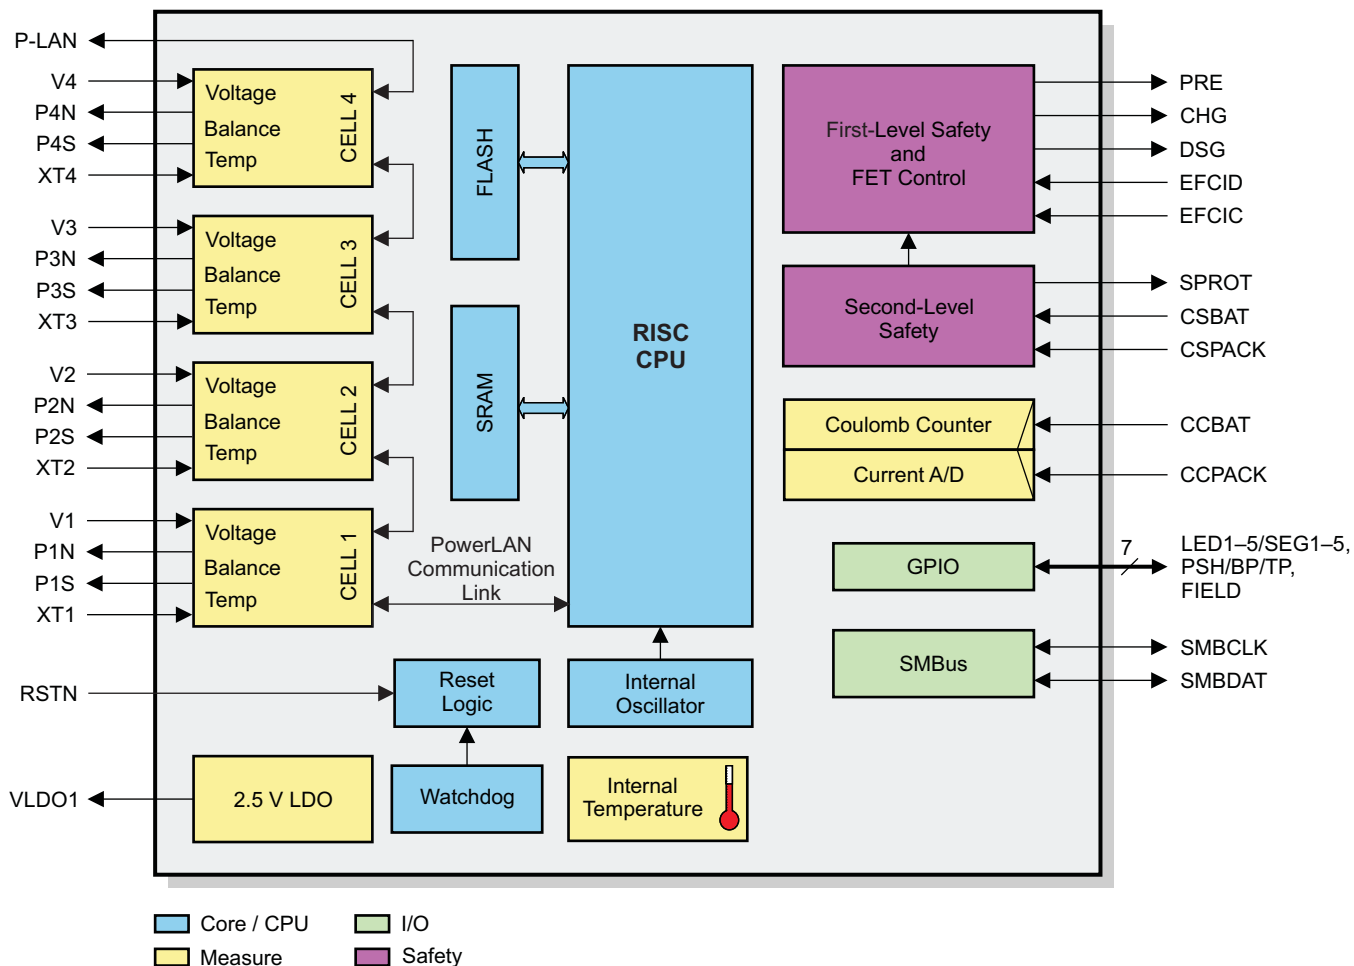 P-LAN
V4
P4N
P4S
XT4
Voltage
Balance
Temp
CELL 4
V3
P3N
P3S
XT3
Voltage
Balance
Temp
CELL 3
V2
P2N
P2S
XT2
Voltage
Balance
Temp
CELL 2
V1
P1N
P1S
XT1
Voltage
Balance
Temp
CELL 1
RSTN
VLDO1
2.5 V LDO
FLASH
SRAM
PowerLAN
Communication
Link
Reset
Logic
Watchdog
RISC
CPU
Internal
Oscillator
Internal
Temperature
First-Level Safety
and
FET Control
Second-Level
Safety
Coulomb Counter
Current A/D
GPIO
SMBus
PRE
CHG
DSG
EFCID
EFCIC
SPROT
CSBAT
CSPACK
CCBAT
CCPACK
7
LED1–5/SEG1–5,
PSH/BP/TP,
FIELD
SMBCLK
SMBDAT
Core / CPU
I/O
Measure
Safety